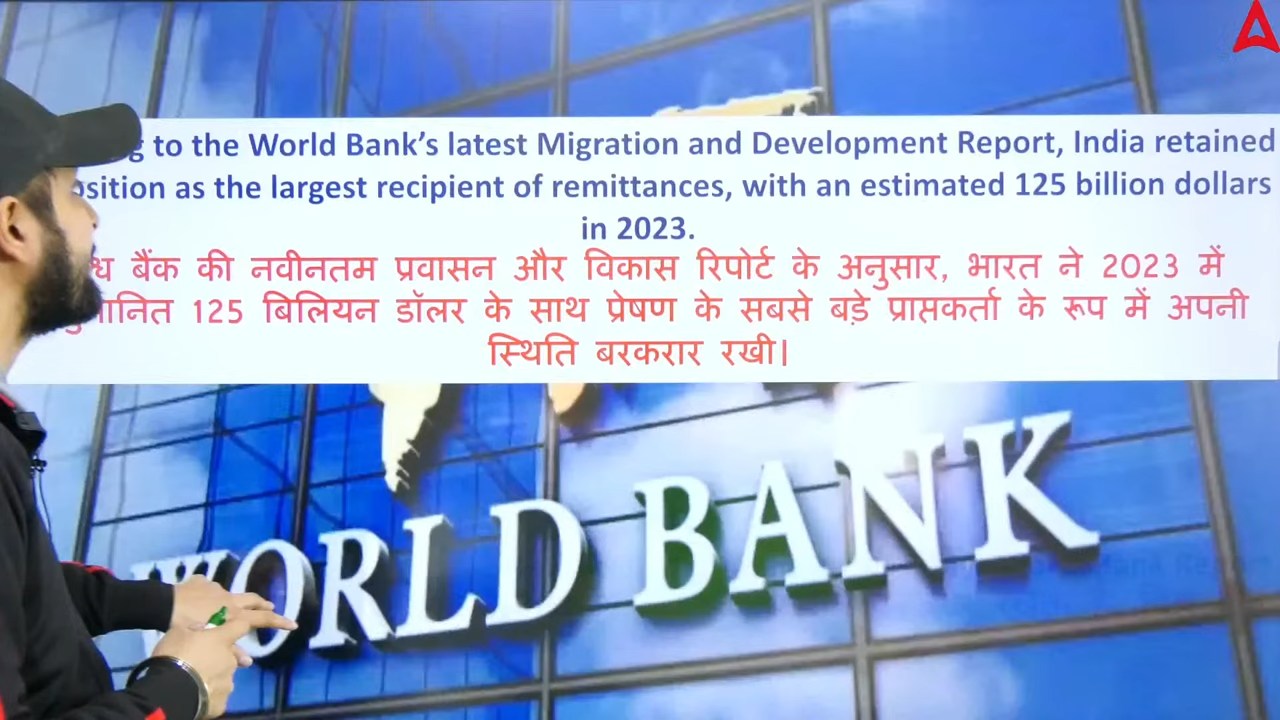 to the World Bank’s latest Migration and Development Report, India retained
as the largest recipient of remittances, with an estimated 125 billion dollars
in 2023.
बैंक की नवीनतम प्रवासन और विकास रिपोर्ट के अनुसार, भारत ने 2023 में
125 बिलियन डॉलर के साथ प्रेषण के सबसे बड़े प्राप्तकर्ता के रूप में अपनी
स्थिति बरकरार रखी।
WORLD BANK